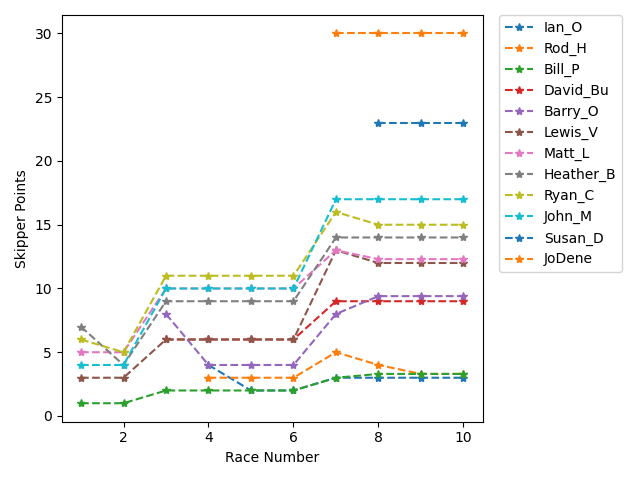 30
25
20
15
10
5
0
Skipper Points
2
4
6
8
10
Race Number
Ian_O
Rod_H
Bill_P
David_Bu
Barry_O
Lewis_V
Matt_L
Heather_B
Ryan_C
John_M
Susan_D
JoDene